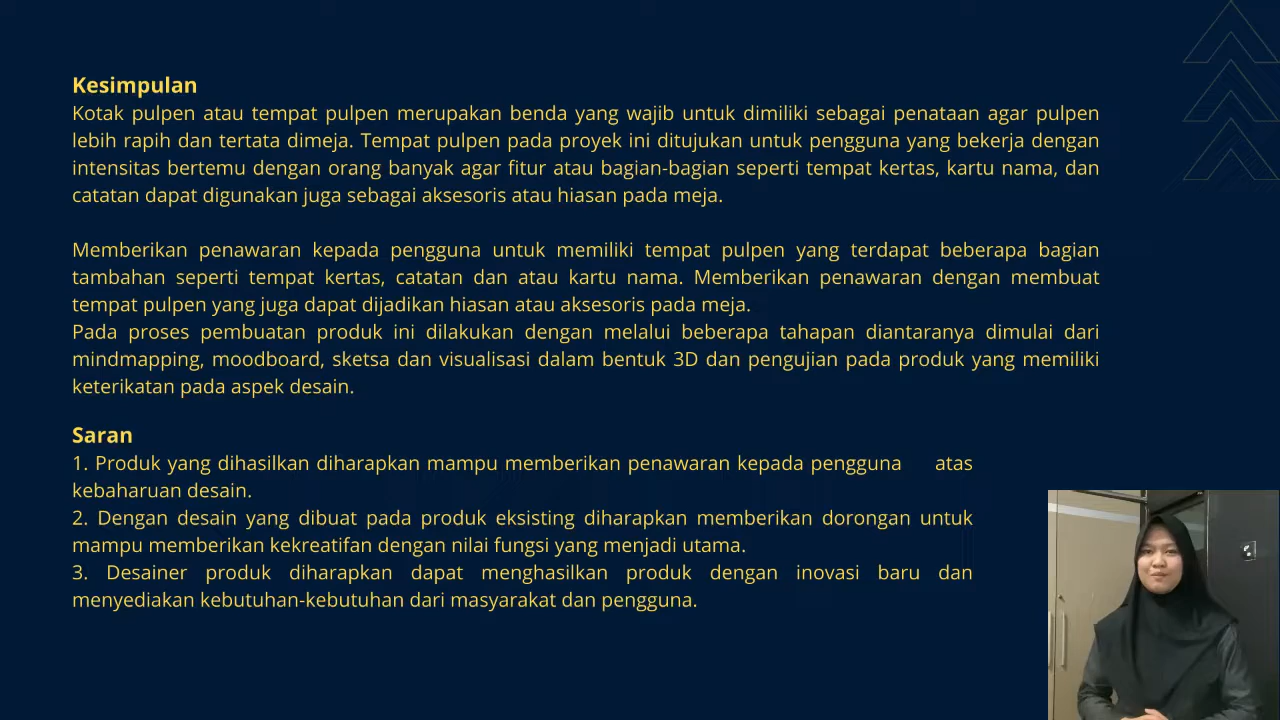 Kesimpulan
Kotak pulpen atau tempat pulpen merupakan benda yang wajib untuk dimiliki sebagai penataan agar pulpen
lebih rapih dan tertata dimeja. Tempat pulpen pada proyek ini ditujukan untuk pengguna yang bekerja dengan
intensitas bertemu dengan orang banyak agar fitur atau bagian-bagian seperti tempat kertas, kartu nama, dan
catatan dapat digunakan juga sebagai aksesoris atau hiasan pada meja.
Memberikan penawaran kepada pengguna untuk memiliki tempat pulpen yang terdapat beberapa bagian
tambahan seperti tempat kertas, catatan dan atau kartu nama. Memberikan penawaran dengan membuat
tempat pulpen yang juga dapat dijadikan hiasan atau aksesoris pada meja.
Pada proses pembuatan produk ini dilakukan dengan melalui beberapa tahapan diantaranya dimulai dari
mindmapping, moodboard, sketsa dan visualisasi dalam bentuk 3D dan pengujian pada produk yang memiliki
keterikatan pada aspek desain.
Saran
1. Produk yang dihasilkan diharapkan mampu memberikan penawaran kepada pengguna atas
kebaharuan desain.
2. Dengan desain yang dibuat pada produk eksisting diharapkan memberikan dorongan untuk
mampu memberikan kekreatifan dengan nilai fungsi yang menjadi utama.
3. Desainer produk diharapkan dapat menghasilkan produk dengan inovasi baru dan
menyediakan kebutuhan-kebutuhan dari masyarakat dan pengguna.